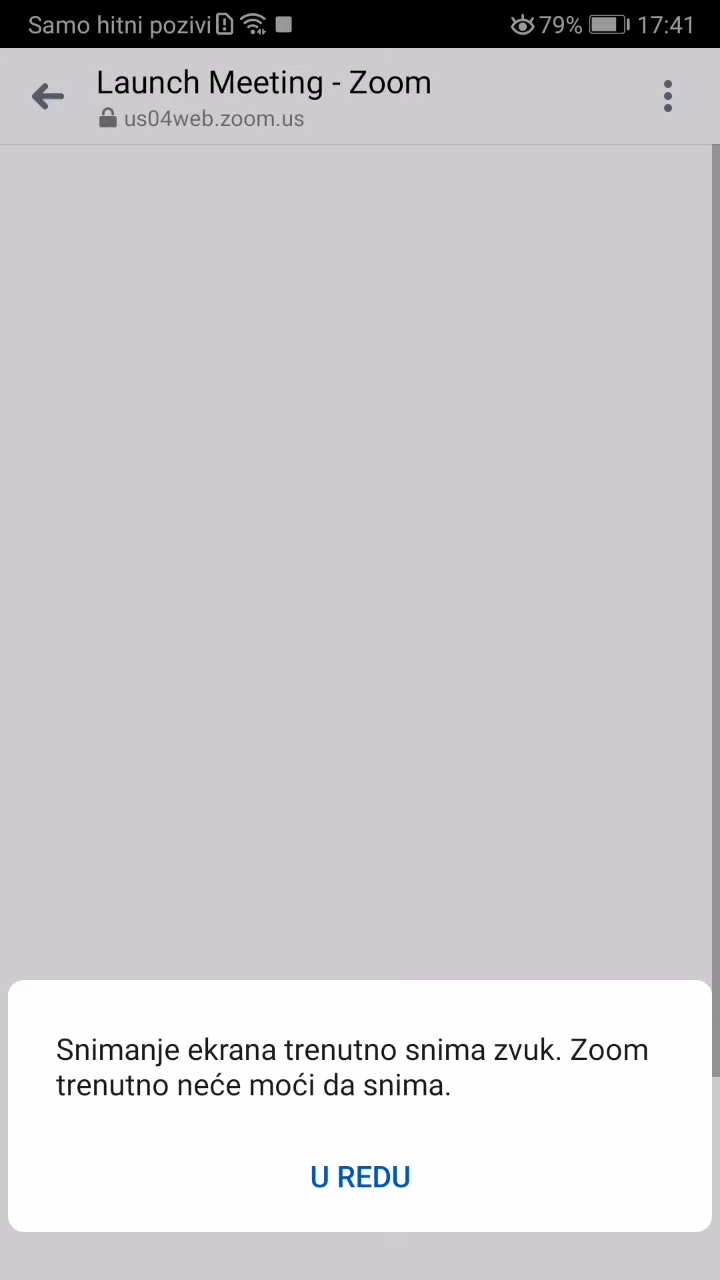 Samo hitni pozivi 79% 17:41
Launch Meeting - Zoom
us04web.zoom.us
Snimanje ekrana trenutno snima zvuk. Zoom
trenutno neće moći da snima.
U REDU